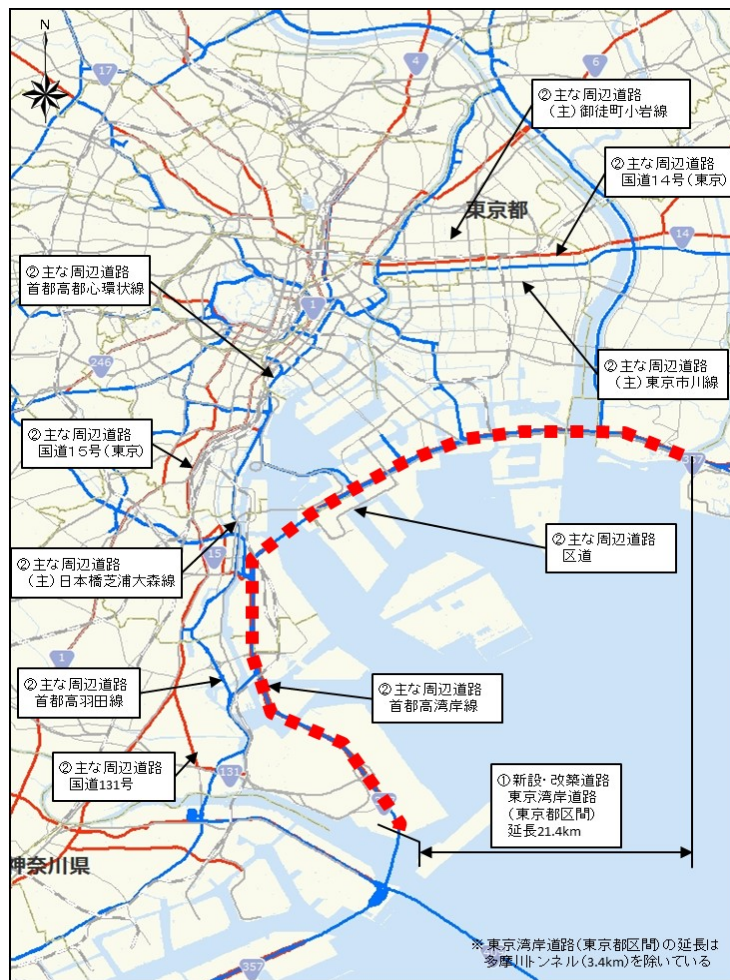 N
17
4
6
②主な周辺道路
(主)御徒町小岩線
②主な周辺道路
国道14号(東京)
東京都
14
②主な周辺道路
首都高都心環状線
1
246
②主な周辺道路
(主)東京市川線
②主な周辺道路
国道15号(東京)
②主な周辺道路
区道
15
②主な周辺道路
(主)日本橋芝浦大森線
1
②主な周辺道路
首都高羽田線
②主な周辺道路
首都高湾岸線
②主な周辺道路
国道131号
131
①新設・改築道路
東京湾岸道路
(東京都区間)
延長21.4km
神奈川県
357
※東京湾岸道路(東京都区間)の延長は
多摩川トンネル(3.4km)を除いている